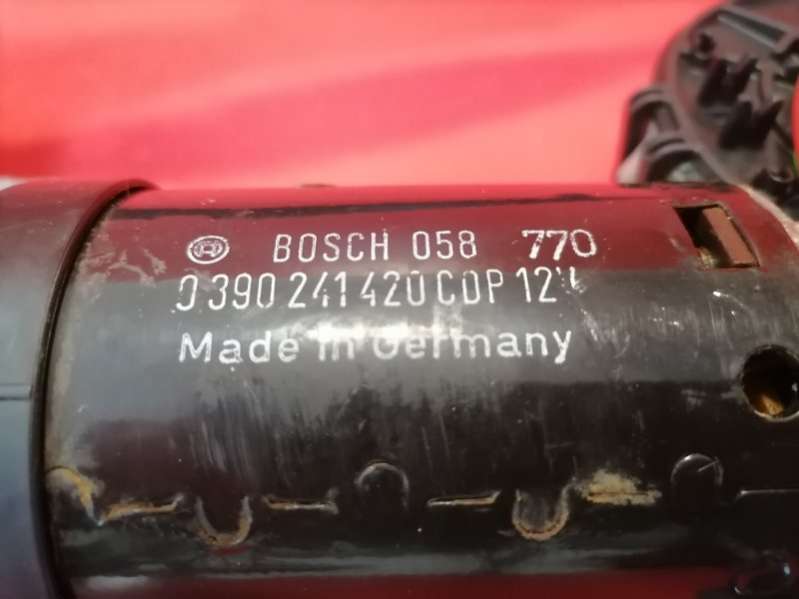 BOSCH 058 770
0 390 241 420 CDP 12V
Made in Germany